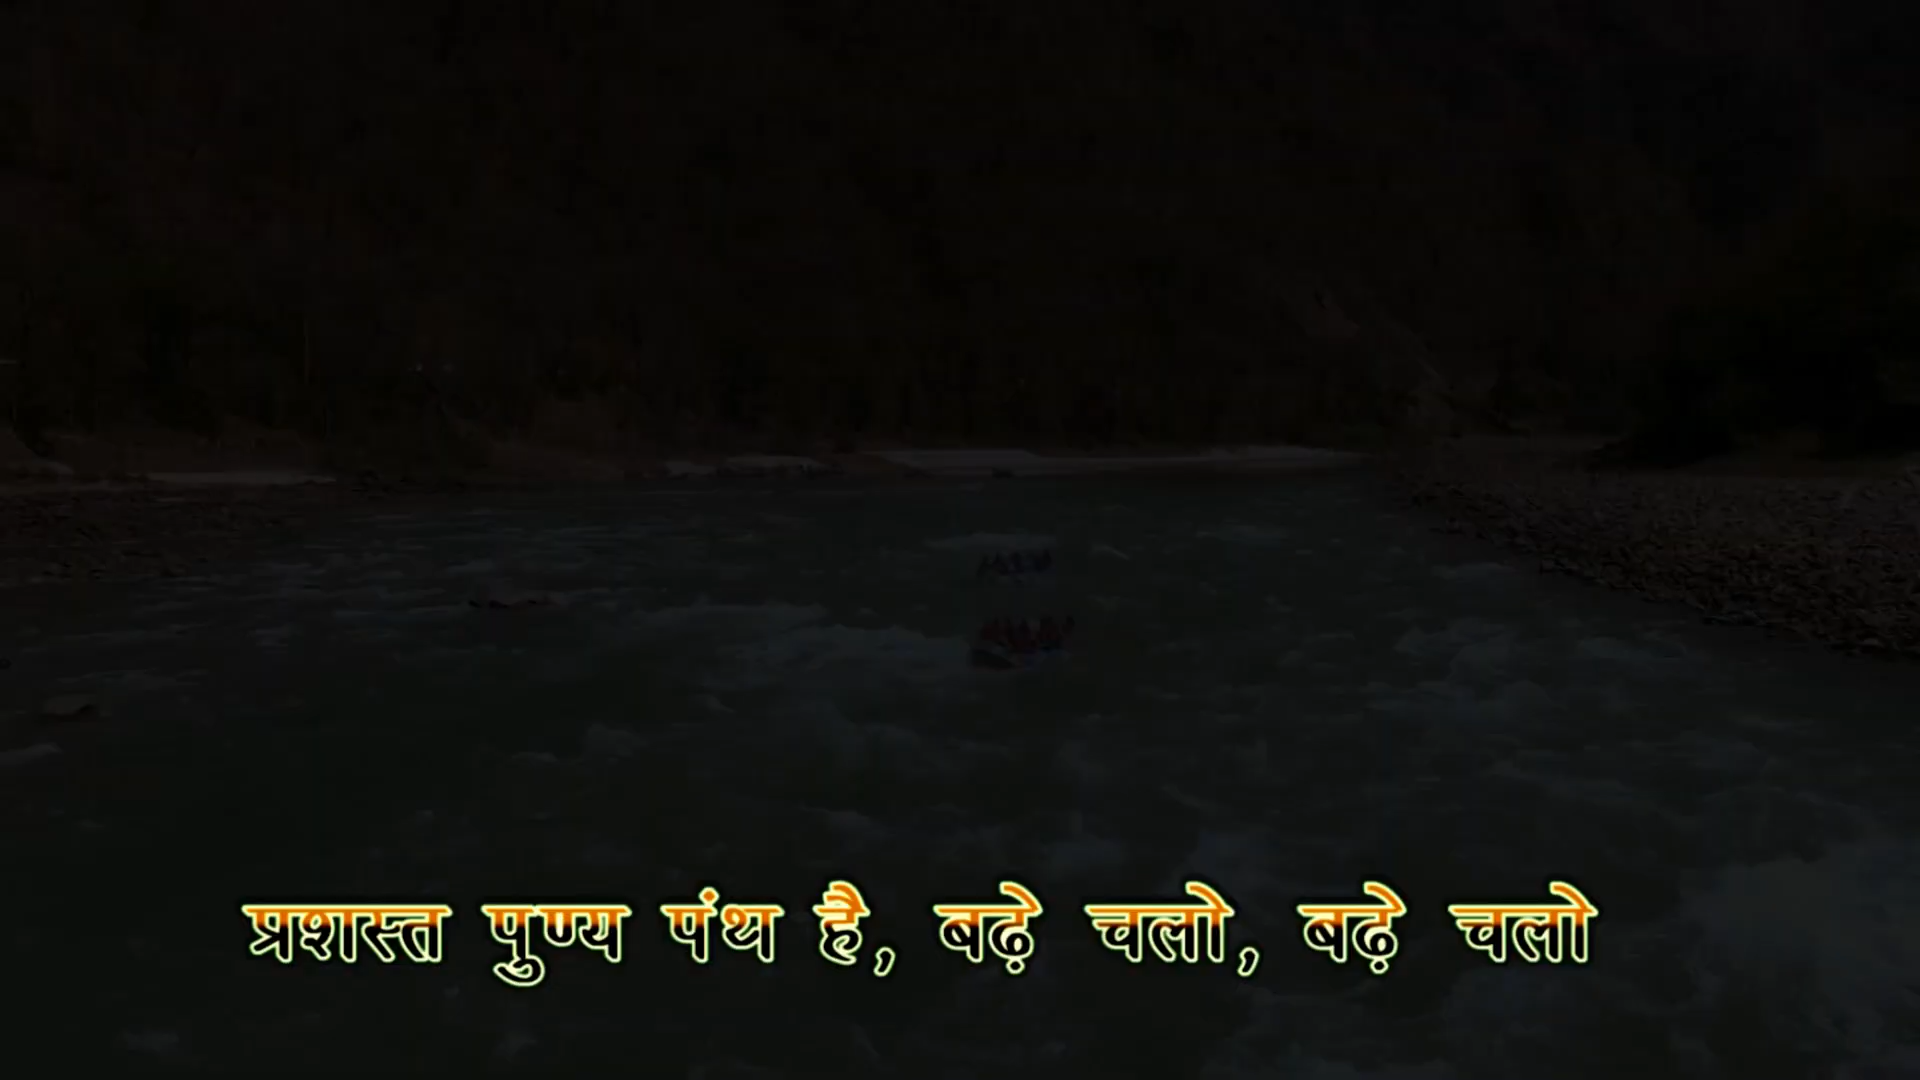 प्रशस्त पुण्य पंथ है, बढ़े चलो, बढ़े चलो